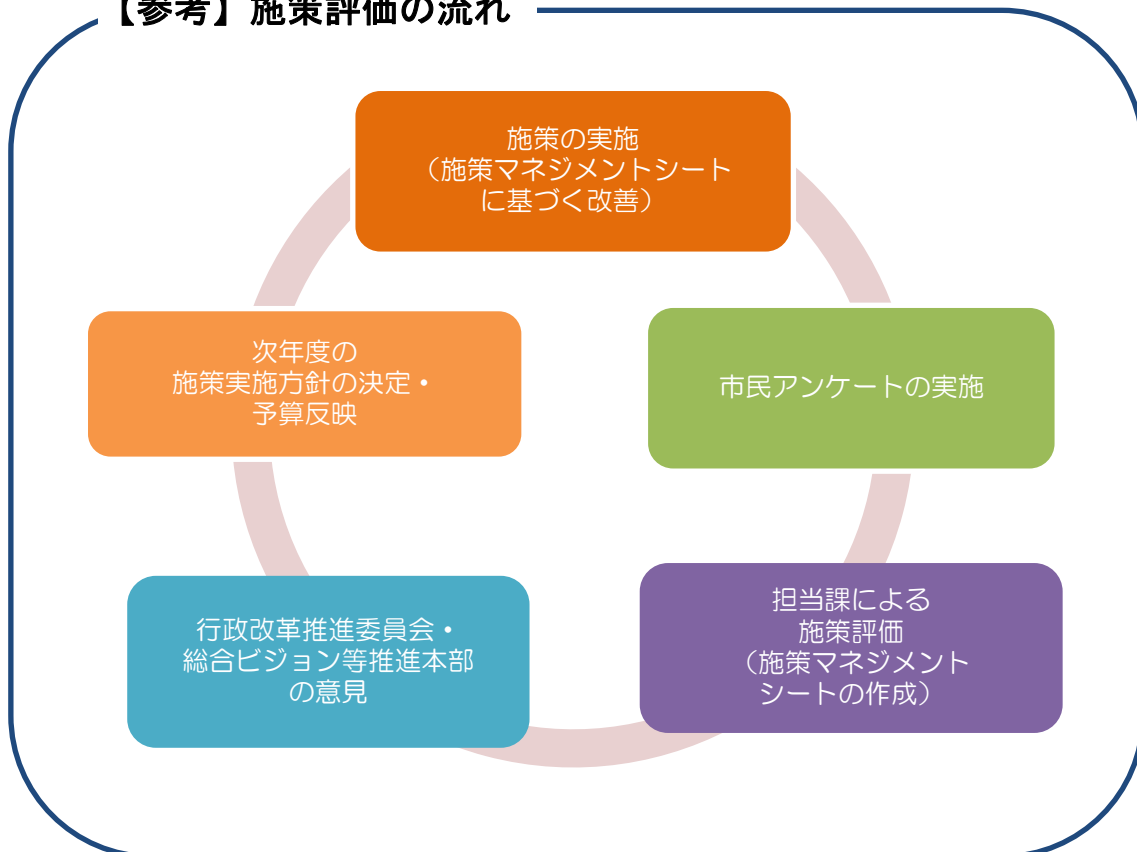 【参考】施策評価の流れ
施策の実施
（施策マネジメントシート
に基づく改善）
市民アンケートの実施
担当課による
施策評価
（施策マネジメント
シートの作成）
行政改革推進委員会・
総合ビジョン等推進本部
の意見
次年度の
施策実施方針の決定・
予算反映